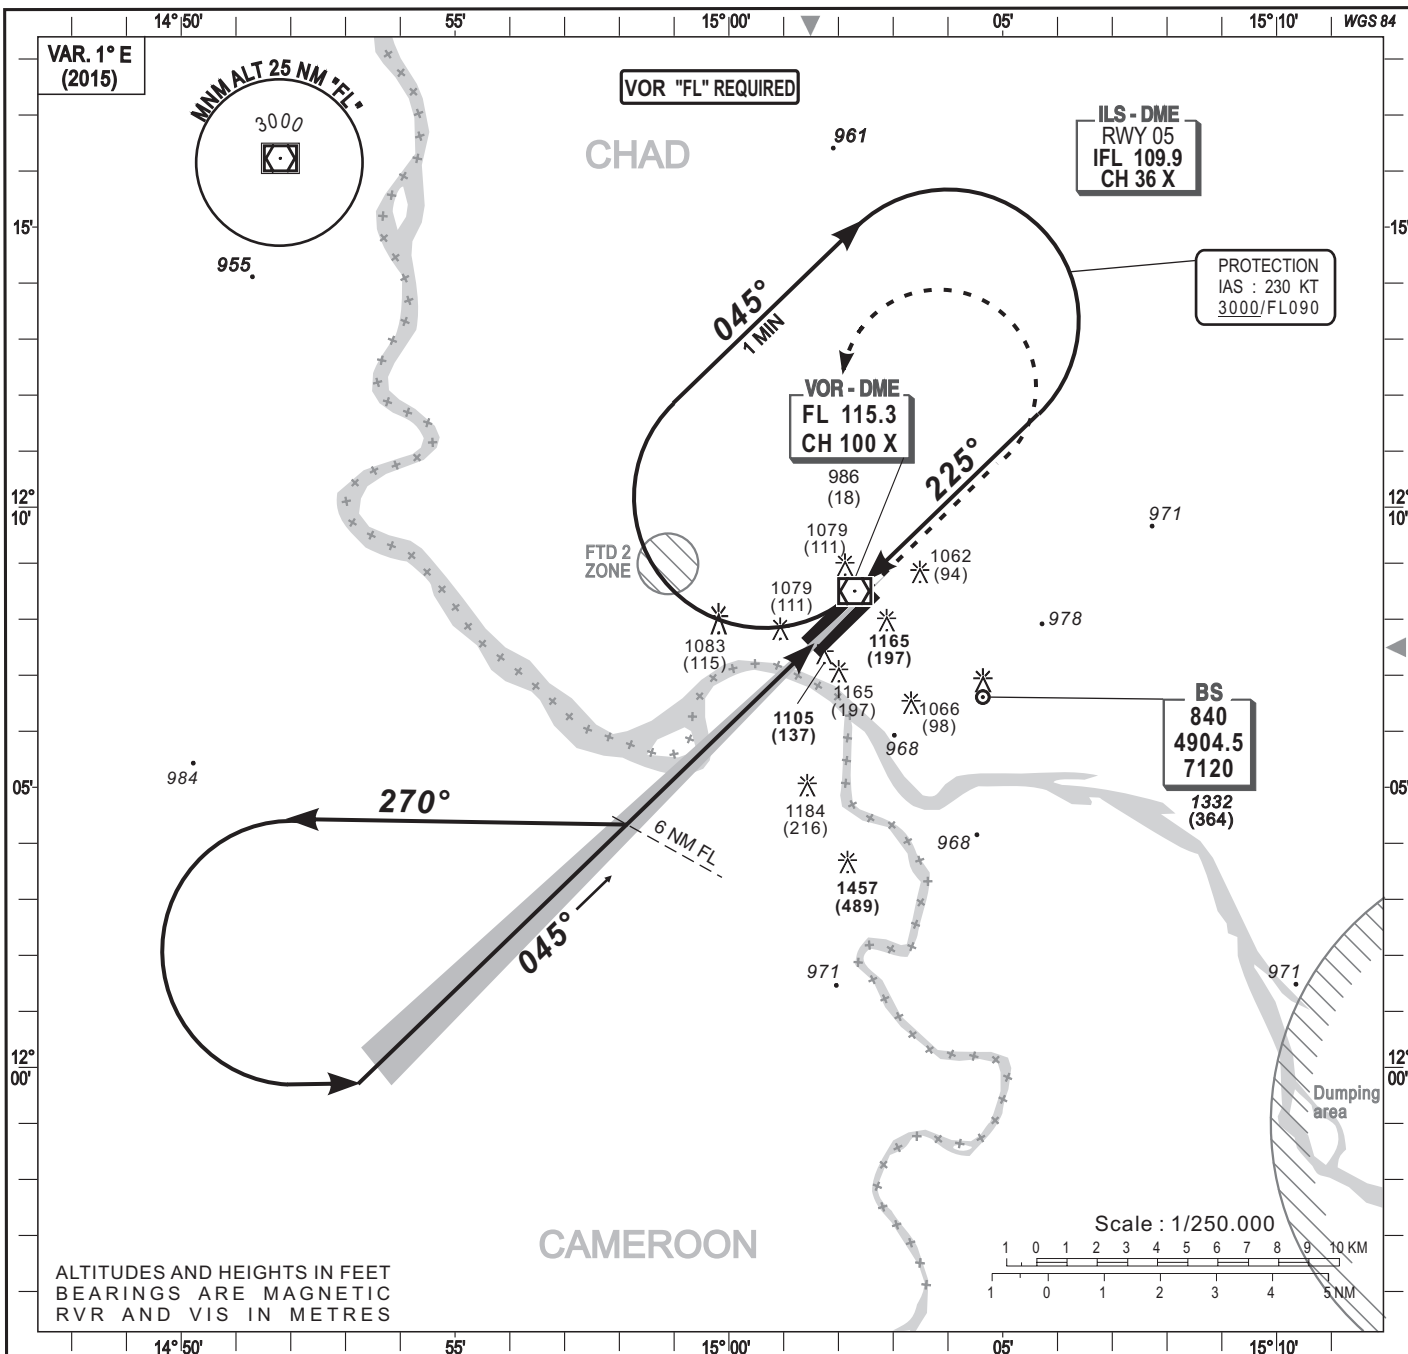 14° 50' 55' 15° 00' 05' 15° 10' WGS 84
VAR. 1° E
(2015)
MNM ALT 25 NM "FL"
3000
VOR "FL" REQUIRED
CHAD
961
ILS - DME
RWY 05
IFL 109.9
CH 36 X
15' 15'
955
PROTECTION
IAS : 230 KT
3000/FL090
045°
1 MIN
VOR - DME
FL 115.3
CH 100 X
986
(18)
225°
12°
10'
12°
10'
971
FTD 2
ZONE
1079
(111)
1062
(94)
1079
(111)
1083
(115)
1165
(197)
978
1165
(197)
1105
(137)
1066
(98)
968
BS
840
4904.5
7120
1332
(364)
984
05' 05'
270°
6 NM FL
1184
(216)
968
1457
(489)
045°
971
971
12°
00'
12°
00'
Dumping
area
CAMEROON
Scale : 1/250.000
1 0 1 2 3 4 5 6 7 8 9 10 KM
1 0 1 2 3 4 5 NM
ALTITUDES AND HEIGHTS IN FEET
BEARINGS ARE MAGNETIC
RVR AND VIS IN METRES
14° 50' 55' 15° 00' 05' 15° 10'